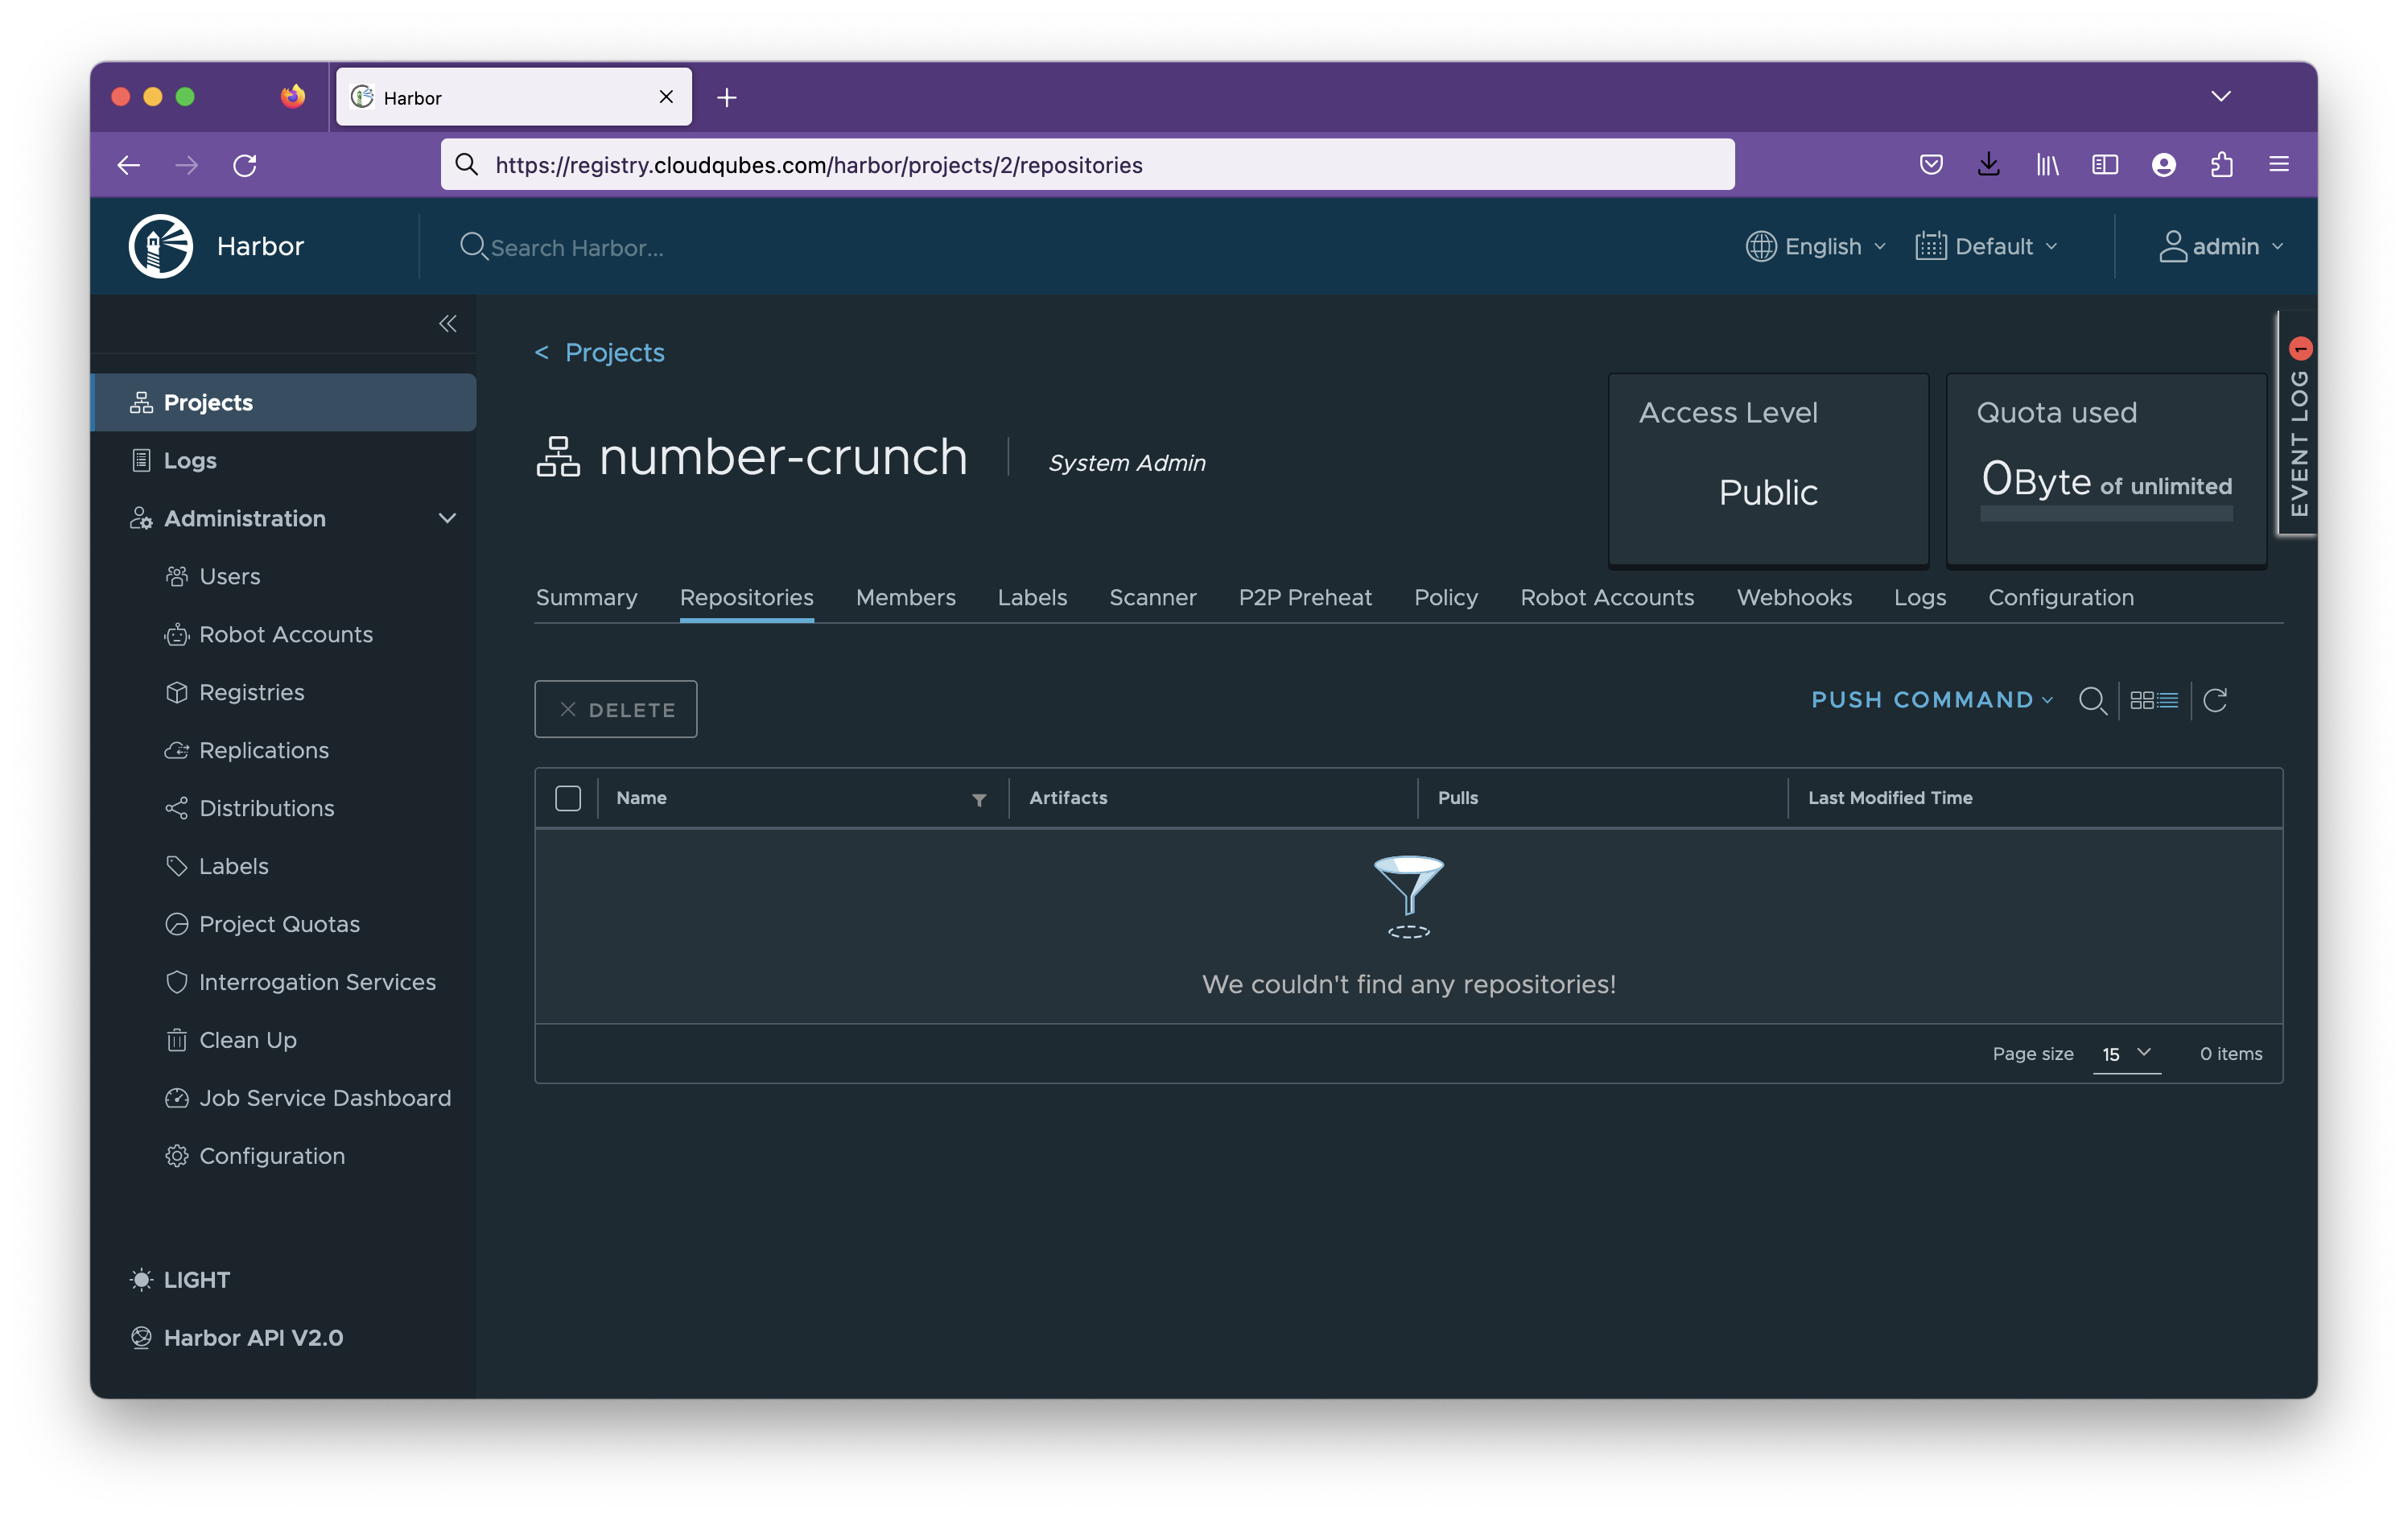 Harbor
https://registry.cloudqubes.com/harbor/projects/2/repositories
Harbor
Search Harbor...
English
Default
admin
Projects
Logs
Administration
Users
Robot Accounts
Registries
Replications
Distributions
Labels
Project Quotas
Interrogation Services
Clean Up
Job Service Dashboard
Configuration
LIGHT
Harbor API V2.0
< Projects
number-crunch
System Admin
Access Level
Public
Quota used
0Byte of unlimited
EVENT LOG 1
Summary Repositories Members Labels Scanner P2P Preheat Policy Robot Accounts Webhooks Logs Configuration
DELETE
PUSH COMMAND
Name Artifacts Pulls Last Modified Time
We couldn't find any repositories!
Page size 15 0 items